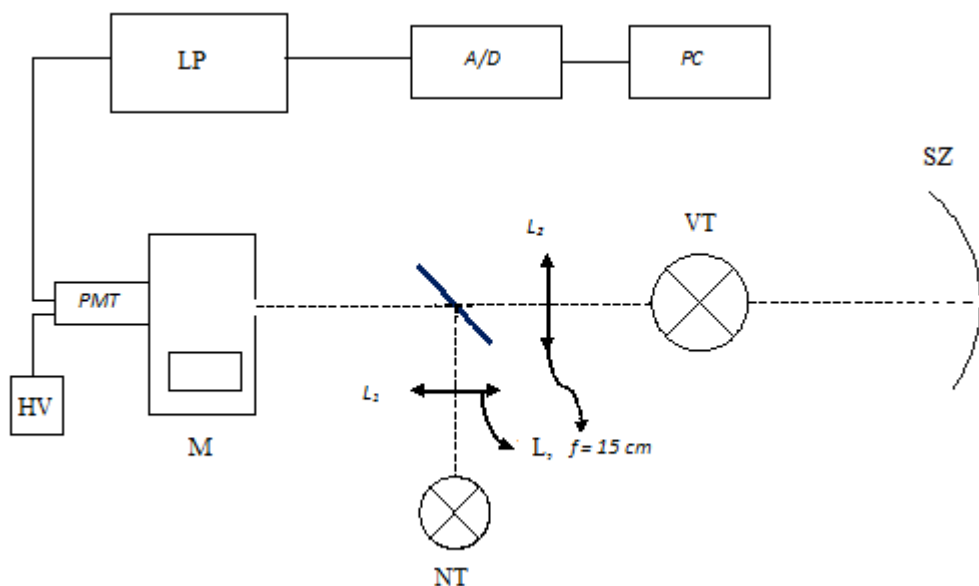 LP
A/D
PC
SZ
VT
L₂
PMT
HV
M
L₁
L, f = 15 cm
NT